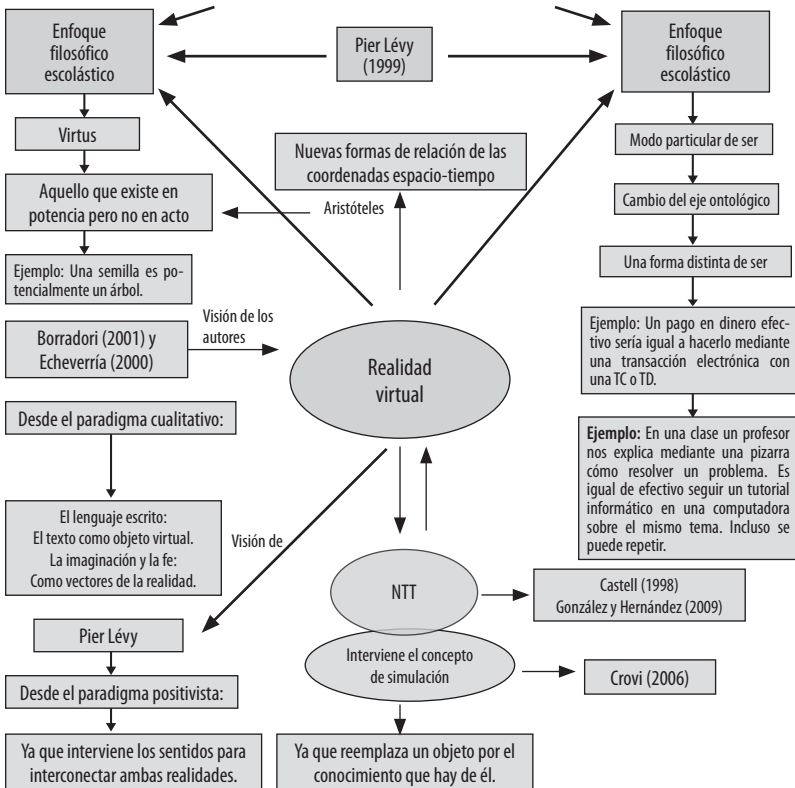 Enfoque
filosófico
escolástico
Pier Lévy
(1999)
Enfoque
filosófico
escolástico
Virtus
Modo particular de ser
Nuevas formas de relación de las
coordenadas espacio-tiempo
Aquello que existe en
potencia pero no en acto
Aristóteles
Cambio del eje ontológico
Ejemplo: Una semilla es po-
tencialmente un árbol.
Una forma distinta de ser
Borradori (2001) y
Echeverría (2000)
Visión de los
autores
Realidad
virtual
Ejemplo: Un pago en dinero efec-
tivo sería igual a hacerlo mediante
una transacción electrónica con
una TC o TD.
Desde el paradigma cualitativo:
Ejemplo: En una clase un profesor
nos explica mediante una pizarra
cómo resolver un problema. Es
igual de efectivo seguir un tutorial
informático en una computadora
sobre el mismo tema. Incluso se
puede repetir.
El lenguaje escrito:
El texto como objeto virtual.
La imaginación y la fe:
Como vectores de la realidad.
Visión de
NTT
Castell (1998)
González y Hernández (2009)
Pier Lévy
Interviene el concepto
de simulación
Crovi (2006)
Desde el paradigma positivista:
Ya que interviene los sentidos para
interconectar ambas realidades.
Ya que reemplaza un objeto por el
conocimiento que hay de él.